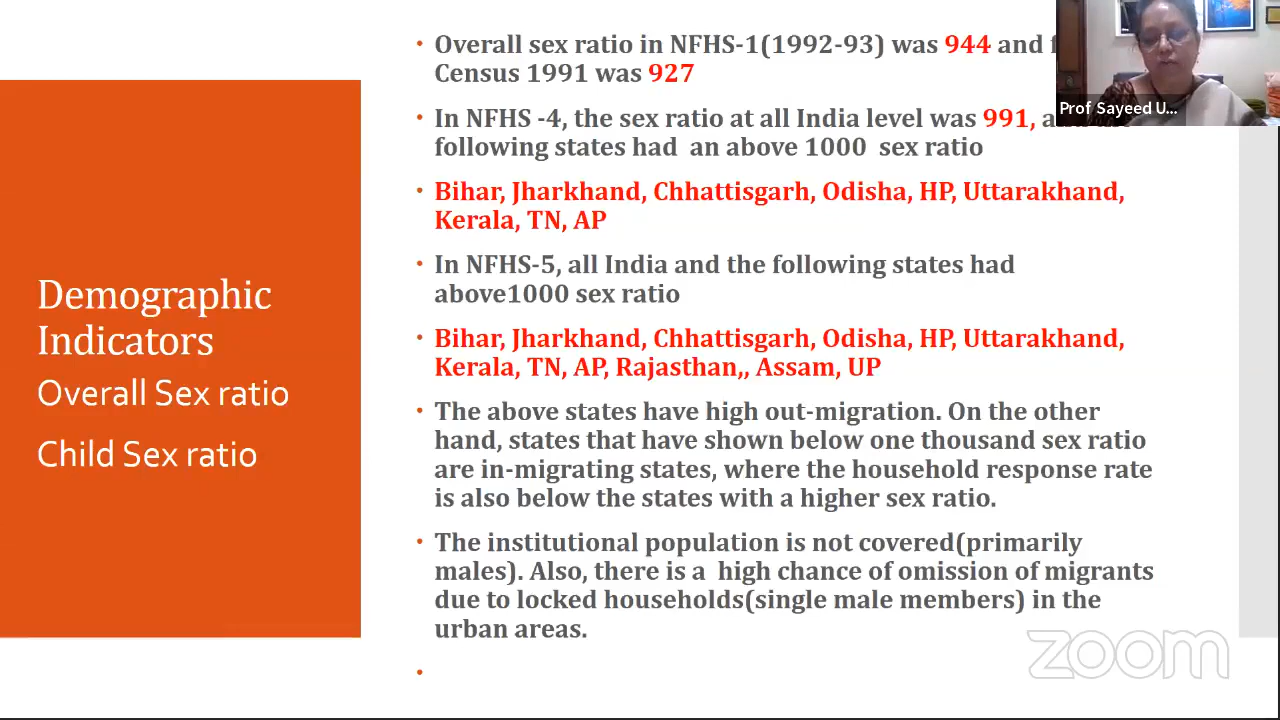 Demographic
Indicators
Overall Sex ratio
Child Sex ratio
• Overall sex ratio in NFHS-1(1992-93) was 944 and
Census 1991 was 927
• In NFHS -4, the sex ratio at all India level was 991,
following states had an above 1000 sex ratio
• Bihar, Jharkhand, Chhattisgarh, Odisha, HP, Uttarakhand,
Kerala, TN, AP
• In NFHS-5, all India and the following states had
above1000 sex ratio
• Bihar, Jharkhand, Chhattisgarh, Odisha, HP, Uttarakhand,
Kerala, TN, AP, Rajasthan,, Assam, UP
• The above states have high out-migration. On the other
hand, states that have shown below one thousand sex ratio
are in-migrating states, where the household response rate
is also below the states with a higher sex ratio.
• The institutional population is not covered(primarily
males). Also, there is a high chance of omission of migrants
due to locked households(single male members) in the
urban areas.
•
Prof Sayeed U...
zoom